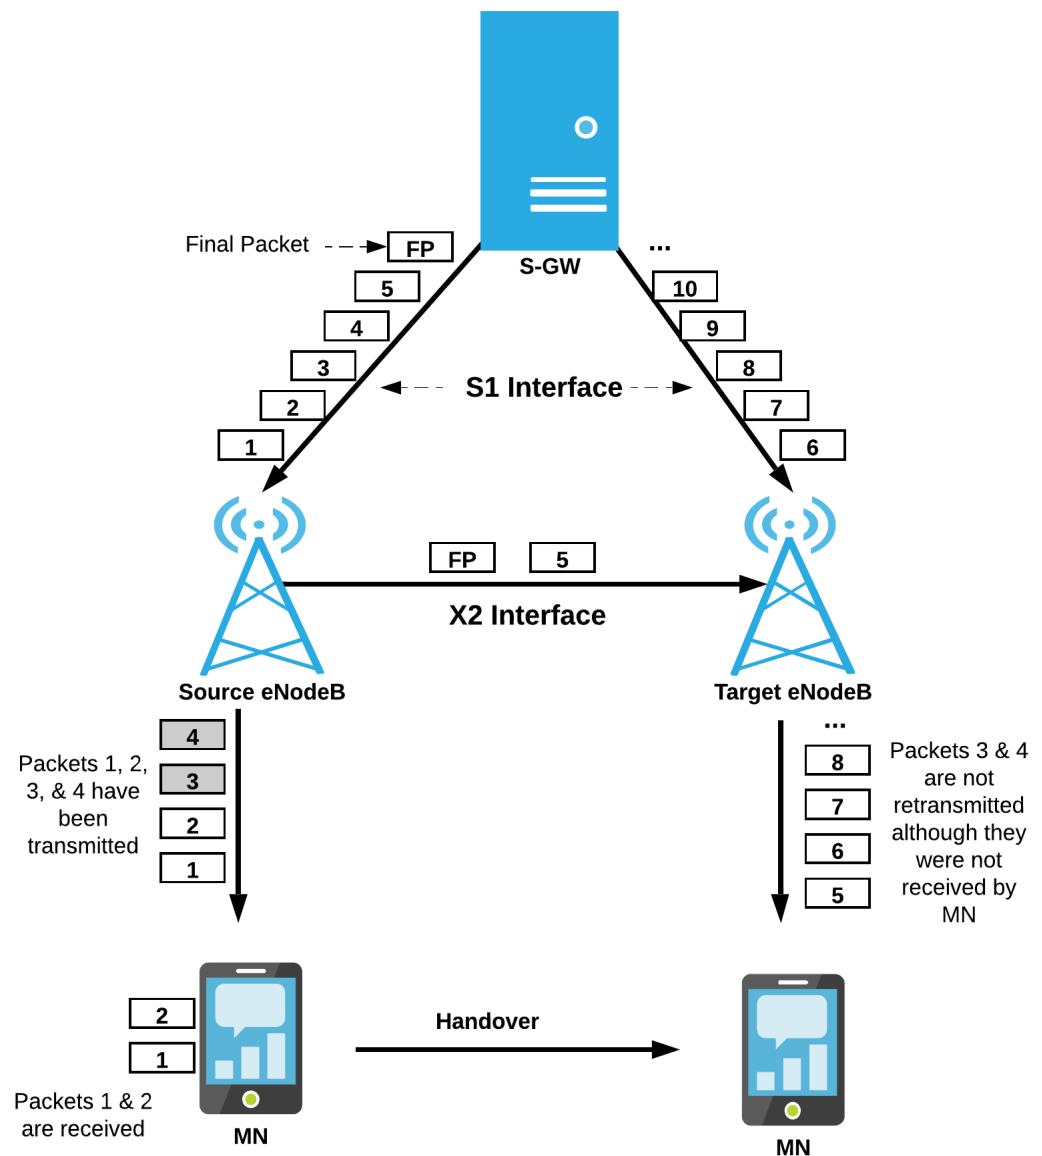 Final Packet
FP
...
S-GW
5
10
4
9
3
8
S1 Interface
2
7
1
6
FP
5
X2 Interface
Source eNodeB
Target eNodeB
4
3
2
1
Packets 1, 2,
3, & 4 have
been
transmitted
...
8
7
6
5
Packets 3 & 4
are not
retransmitted
although they
were not
received by
MN
2
1
Packets 1 & 2
are received
MN
Handover
MN